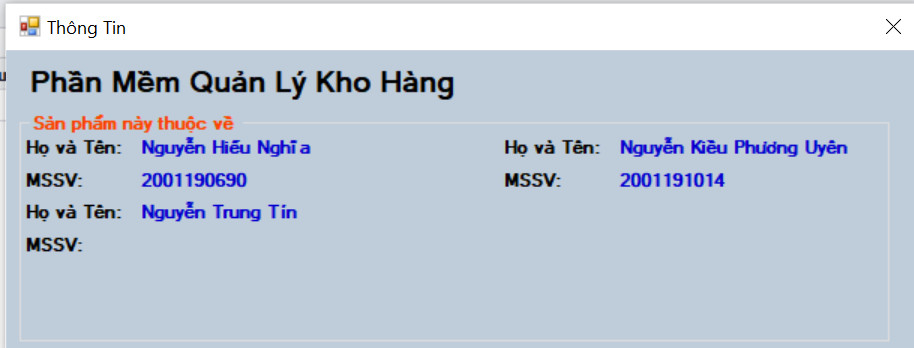 Thông Tin
Phần Mềm Quản Lý Kho Hàng
Sản phẩm này thuộc về
Họ và Tên: Nguyễn Hiếu Nghĩa Họ và Tên: Nguyễn Kiều Phương Uyên
MSSV: 2001190690 MSSV: 2001191014
Họ và Tên: Nguyễn Trung Tín
MSSV: